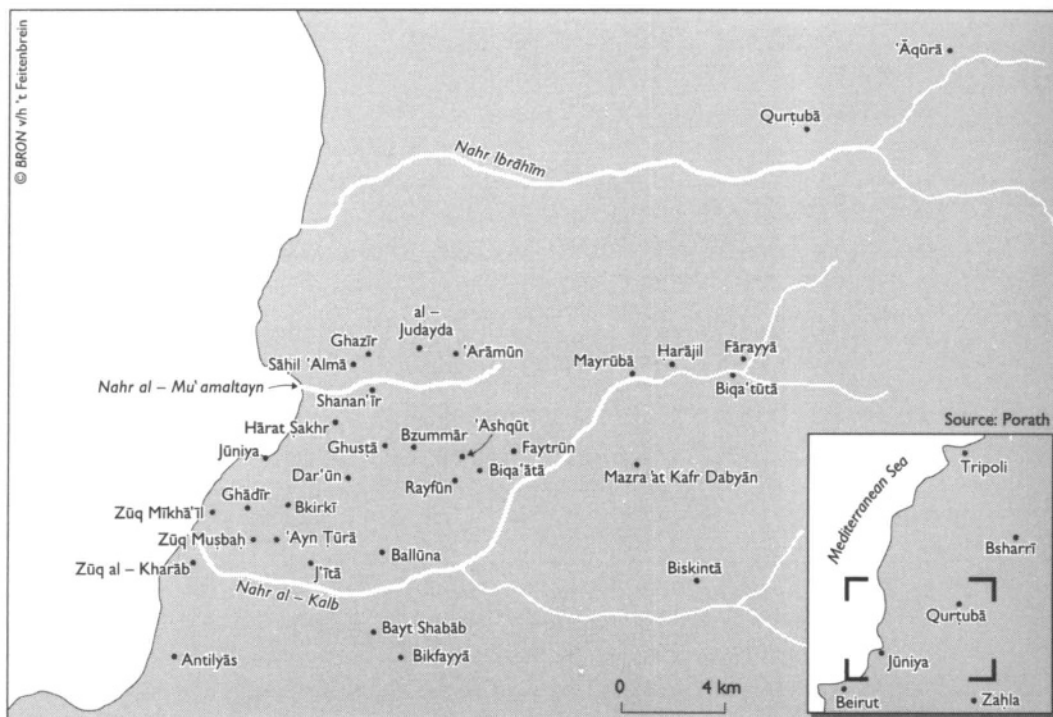 © BRON v/h 't Feitenbrein
'Āqūrā
Qurṭubā
Nahr Ibrāhīm
al –
Judayda
Ghazīr
'Arāmūn
Sāhil 'Almā
Nahr al – Mu'amaltayn
Shanan'īr
Mayrūbā
Ḥarājil
Fārayyā
Biqa'tūtā
Hārat Ṣakhr
Jūniya
Ghusṭā
Bzummār
'Ashqūt
Faytrūn
Biqa'ātā
Dar'ūn
Rayfūn
Mazra'at Kafr Dabyān
Ghādīr
Bkirkī
Zūq Mīkhā'īl
Zūq Muṣbaḥ
'Ayn Ṭūrā
Zūq al – Kharāb
J'ītā
Ballūna
Biskintā
Nahr al – Kalb
Bayt Shabāb
Antilyās
Bikfayyā
0 4 km
Source: Porath
Mediterranean Sea
Tripoli
Bsharrī
Qurṭubā
Jūniya
Beirut
Zaḥla